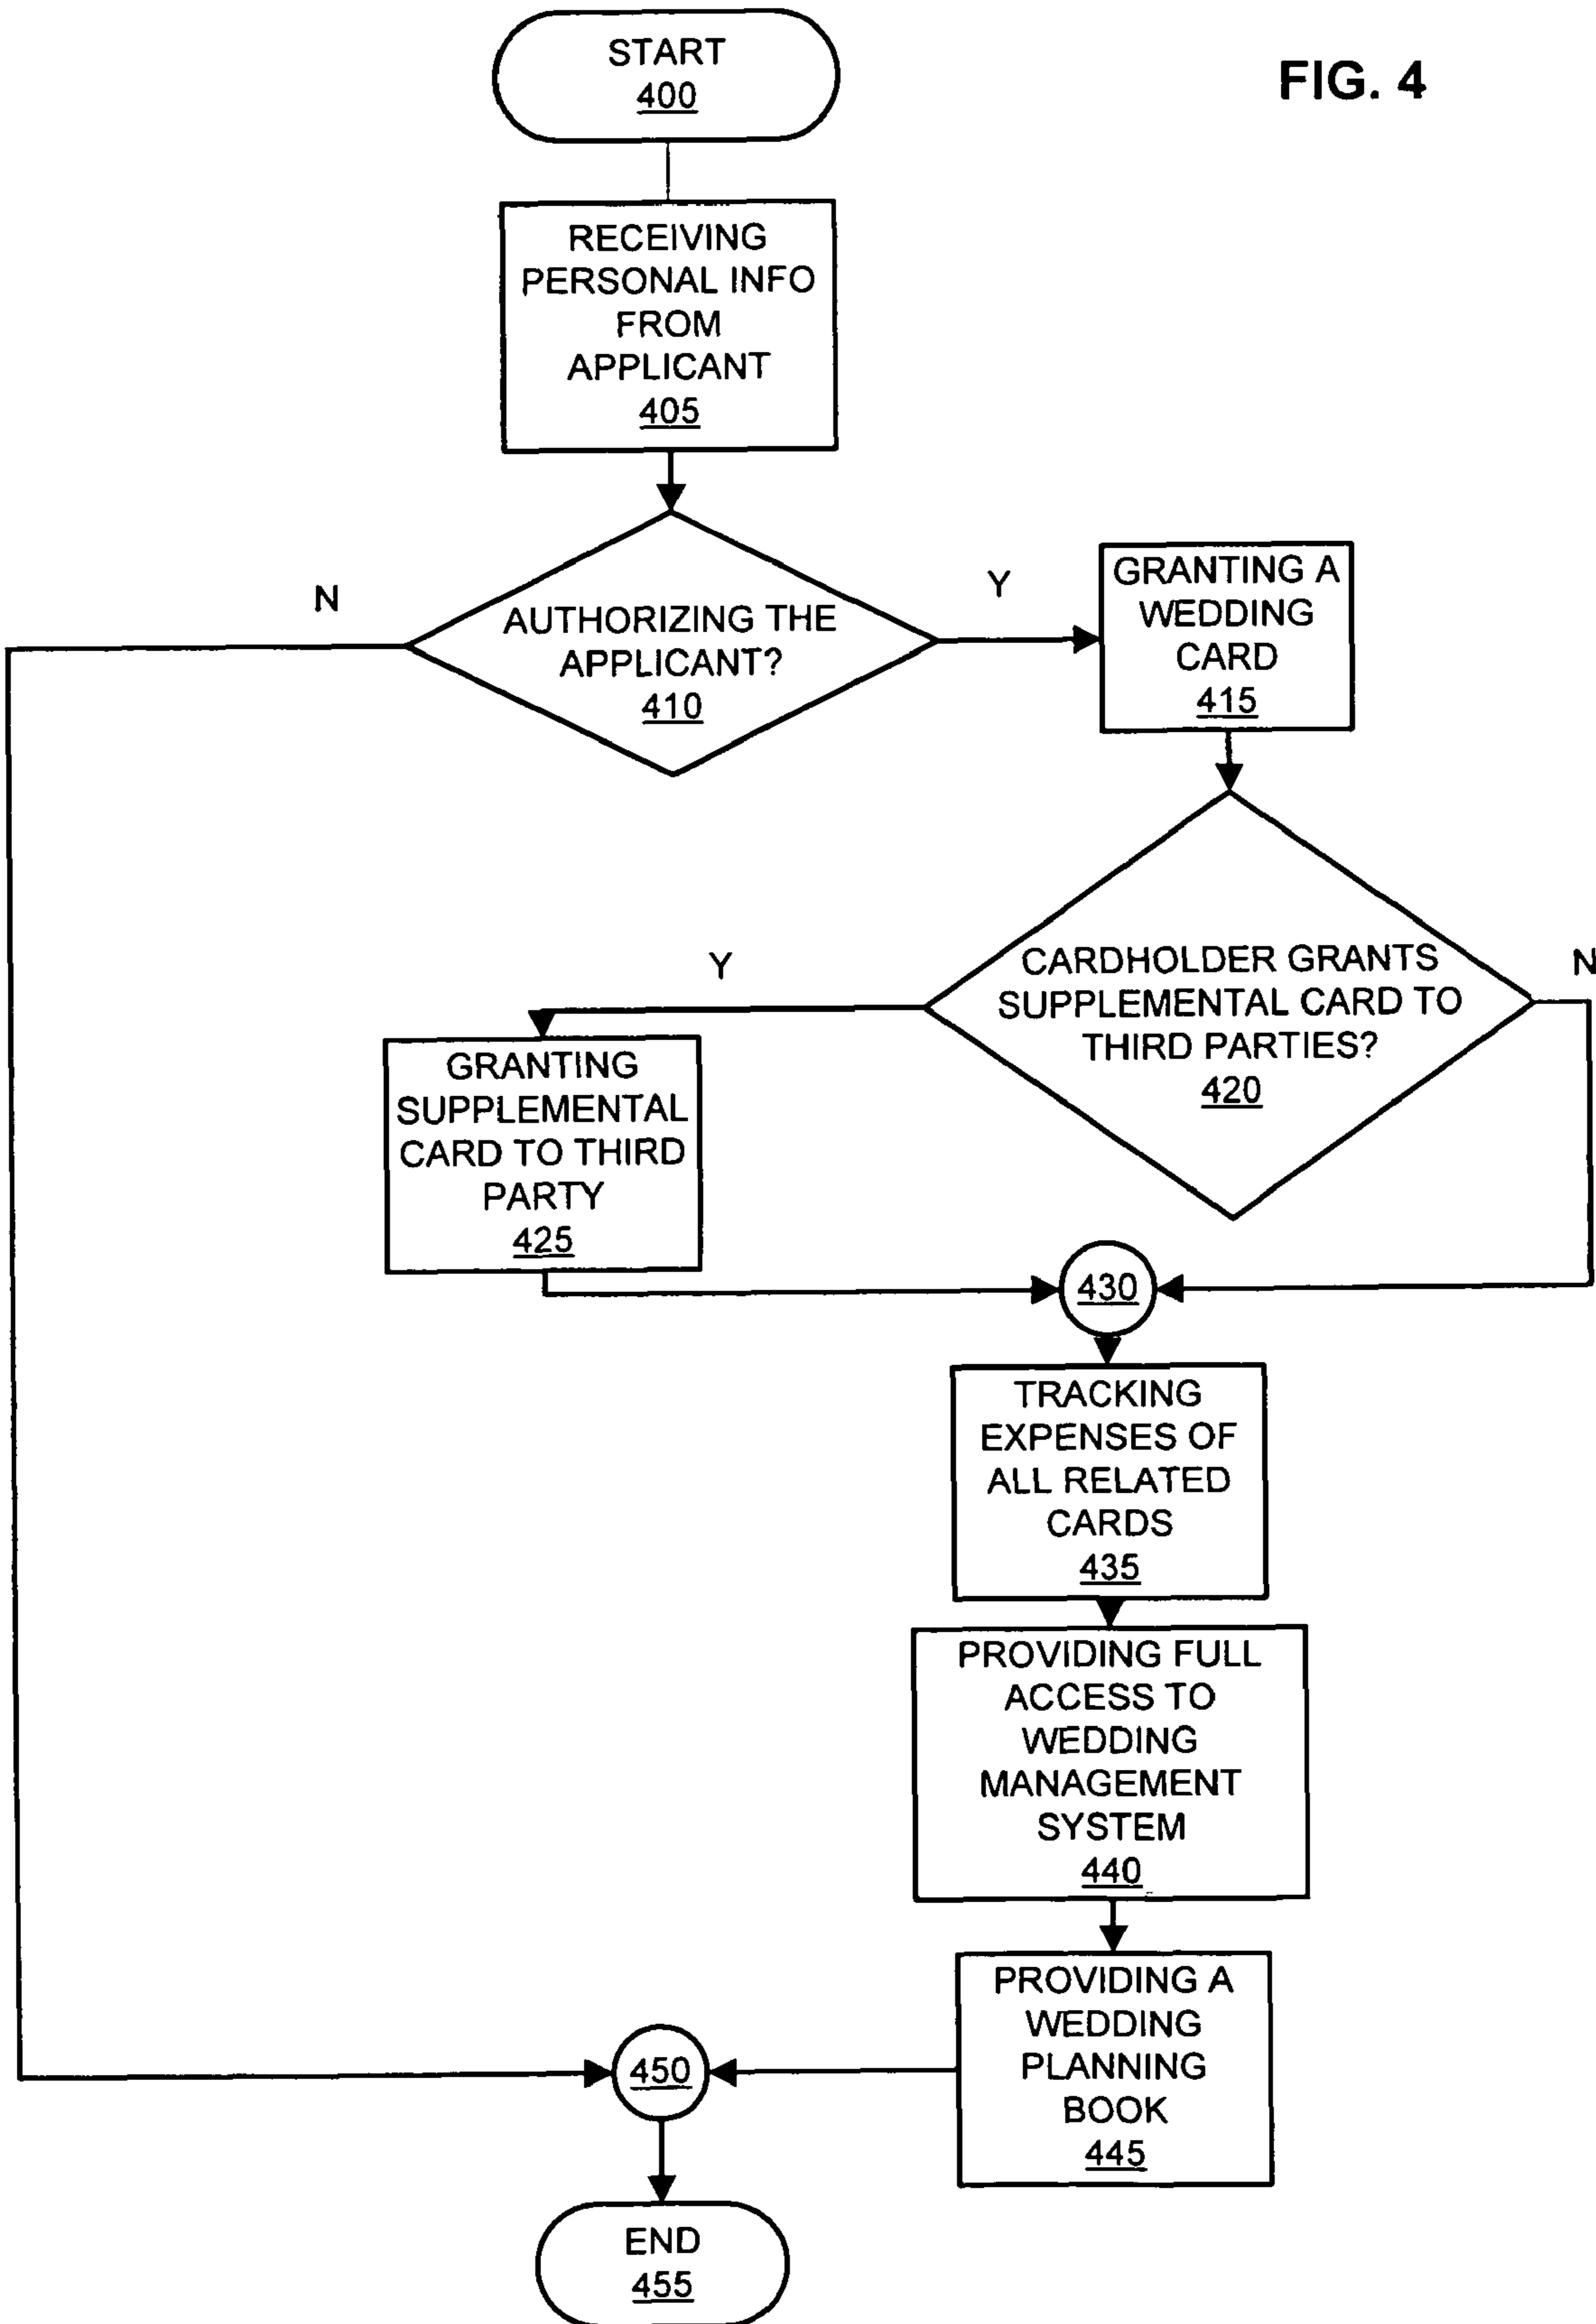 START
400
FIG. 4
RECEIVING
PERSONAL INFO
FROM
APPLICANT
405
N
AUTHORIZING THE
APPLICANT?
410
Y
GRANTING A
WEDDING
CARD
415
Y
CARDHOLDER GRANTS
SUPPLEMENTAL CARD TO
THIRD PARTIES?
420
N
GRANTING
SUPPLEMENTAL
CARD TO THIRD
PARTY
425
430
TRACKING
EXPENSES OF
ALL RELATED
CARDS
435
PROVIDING FULL
ACCESS TO
WEDDING
MANAGEMENT
SYSTEM
440
PROVIDING A
WEDDING
PLANNING
BOOK
445
450
END
455